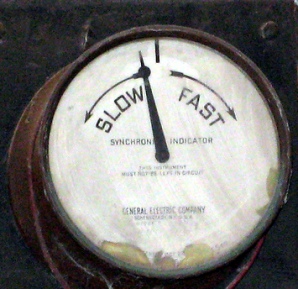 SLOW FAST
SYNCHRONISM INDICATOR
THIS INSTRUMENT
MUST NOT BE LEFT IN CIRCUIT
GENERAL ELECTRIC COMPANY